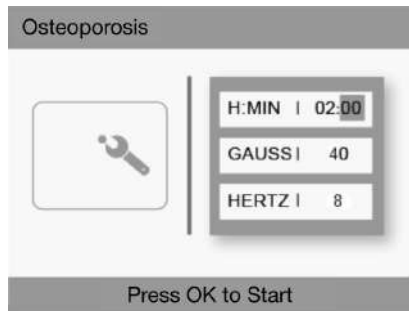 Osteoporosis
H:MIN | 02:00
GAUSS | 40
HERTZ | 8
Press OK to Start